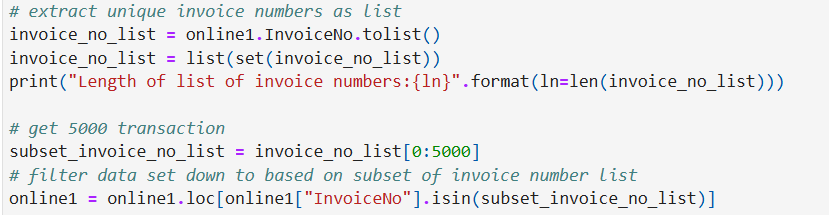 # extract unique invoice numbers as list
invoice_no_list = online1.InvoiceNo.tolist()
invoice_no_list = list(set(invoice_no_list))
print("Length of list of invoice numbers:{ln}".format(ln=len(invoice_no_list)))
# get 5000 transaction
subset_invoice_no_list = invoice_no_list[0:5000]
# filter data set down to based on subset of invoice number list
online1 = online1.loc[online1["InvoiceNo"].isin(subset_invoice_no_list)]